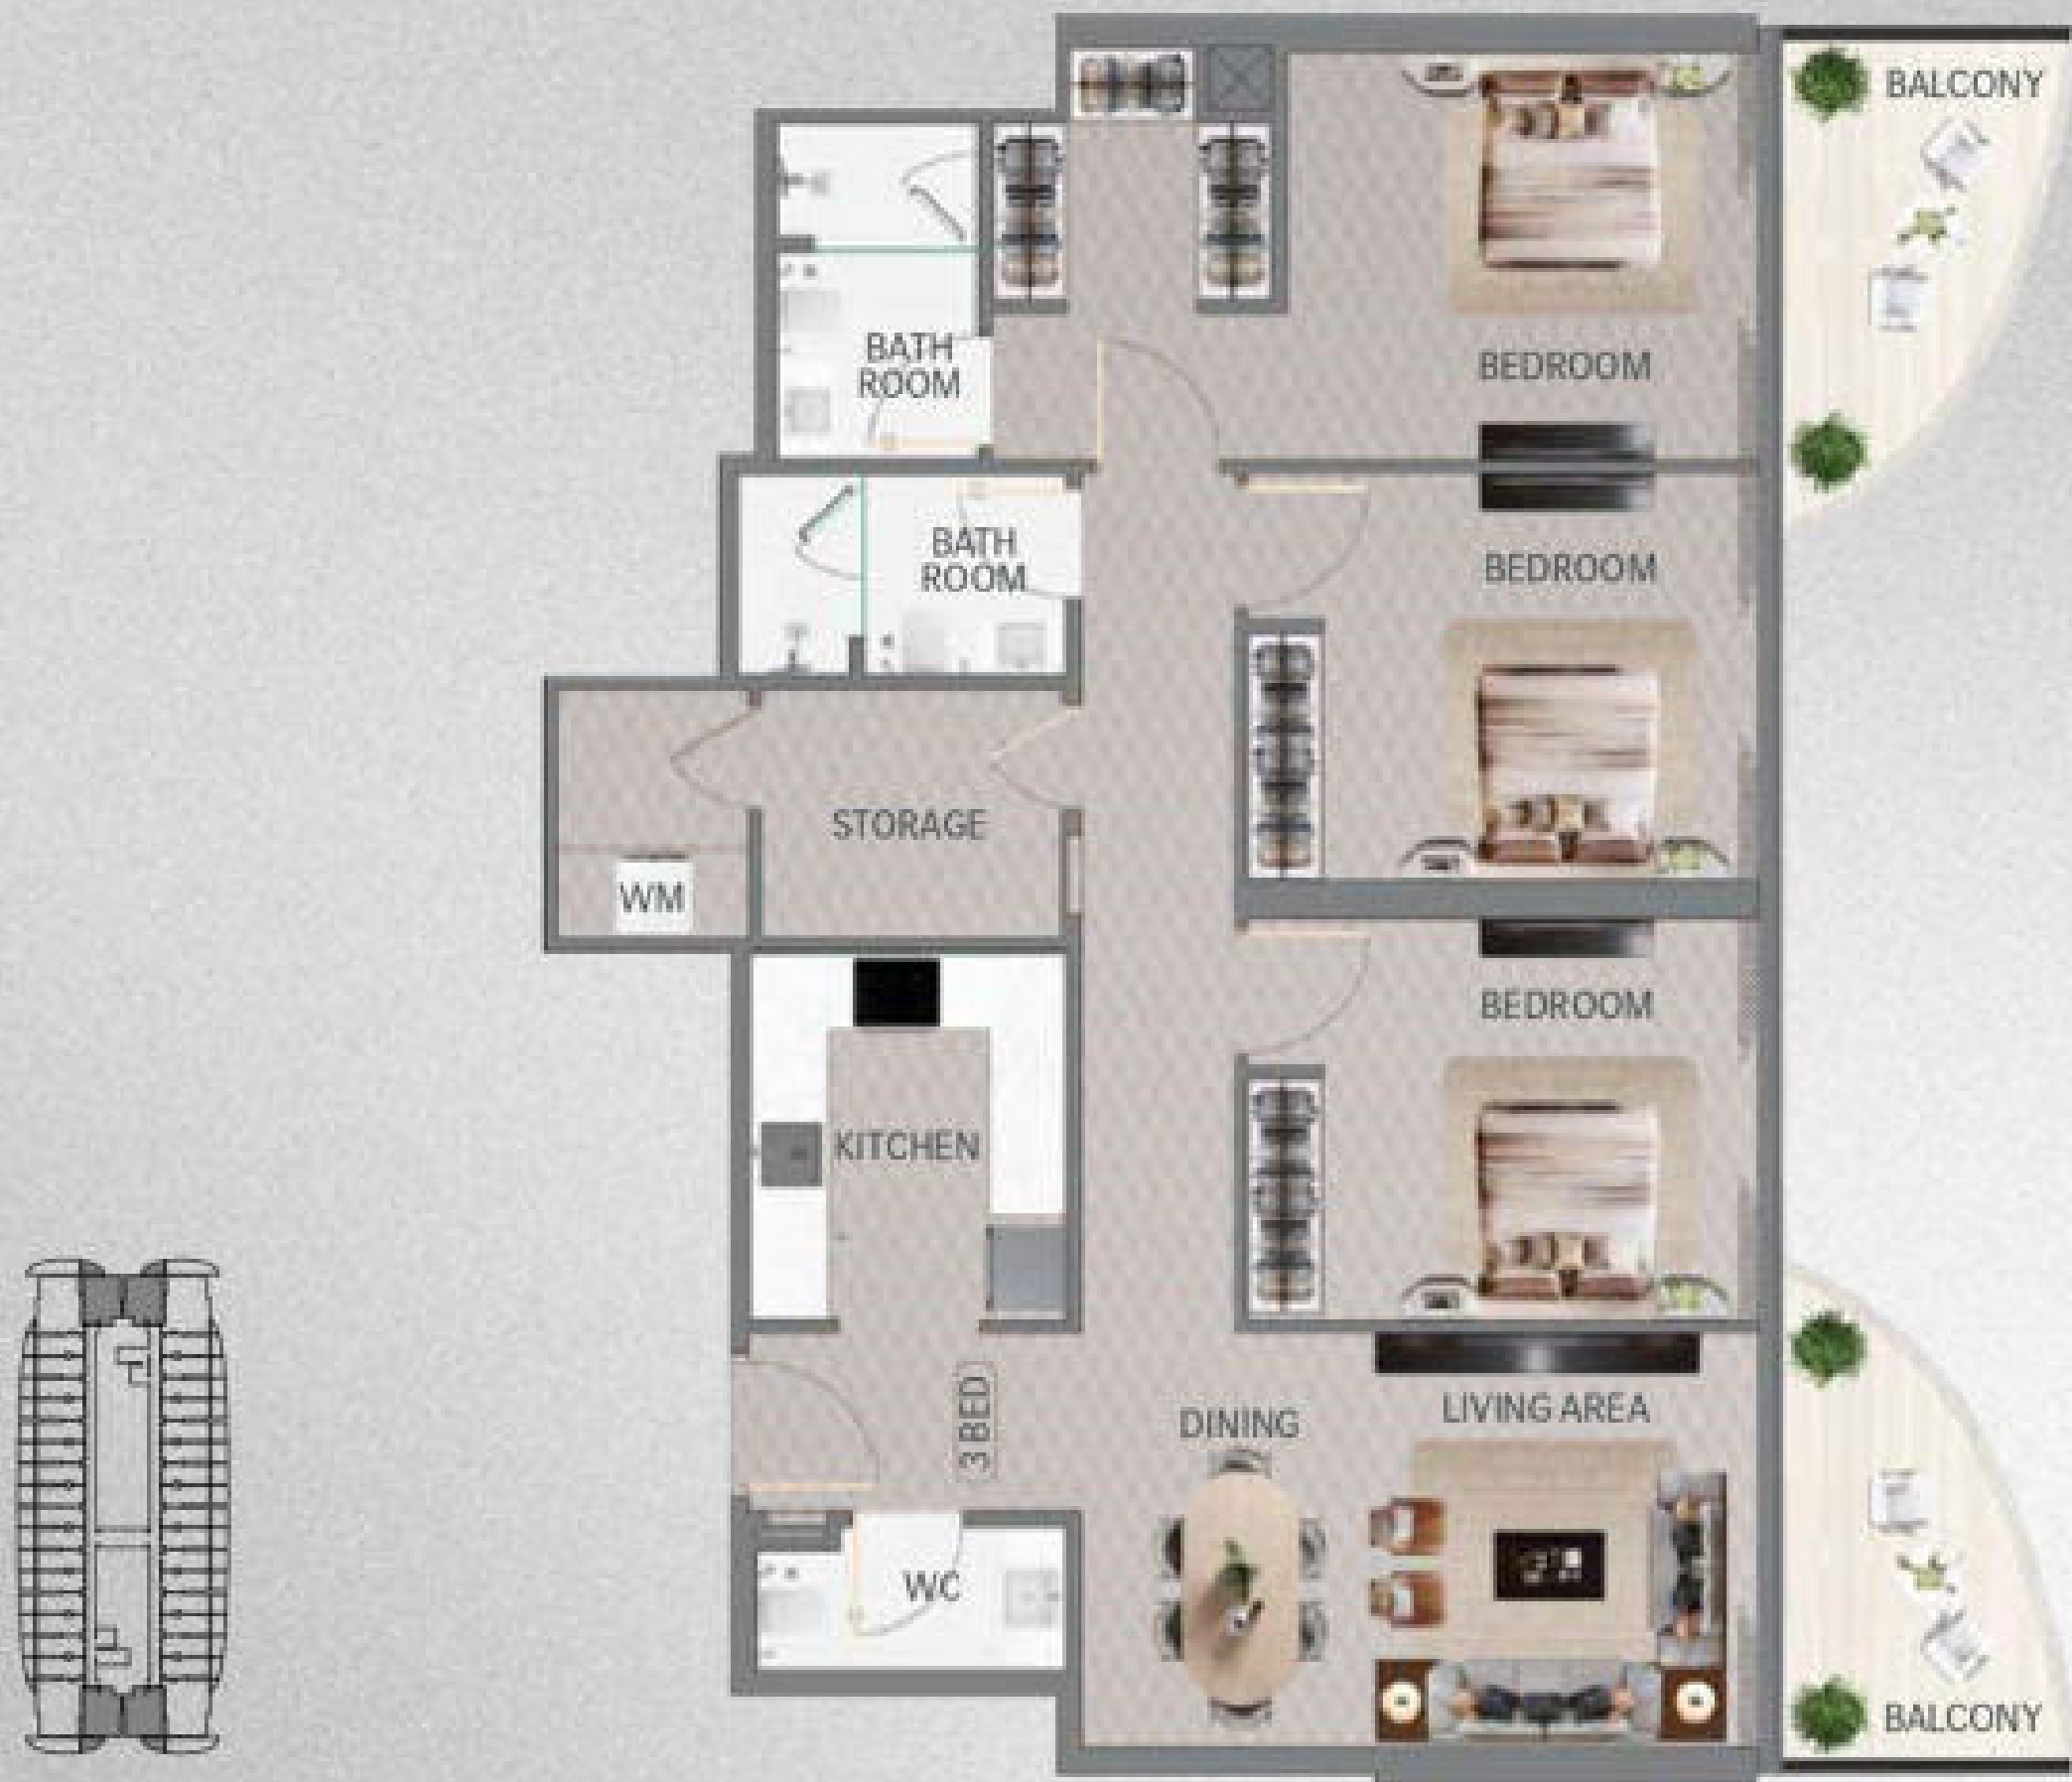 BALCONY
BEDROOM
BATH
ROOM
BATH
ROOM
BEDROOM
STORAGE
WM
BEDROOM
KITCHEN
3 BED
DINING
LIVING AREA
WC
BALCONY